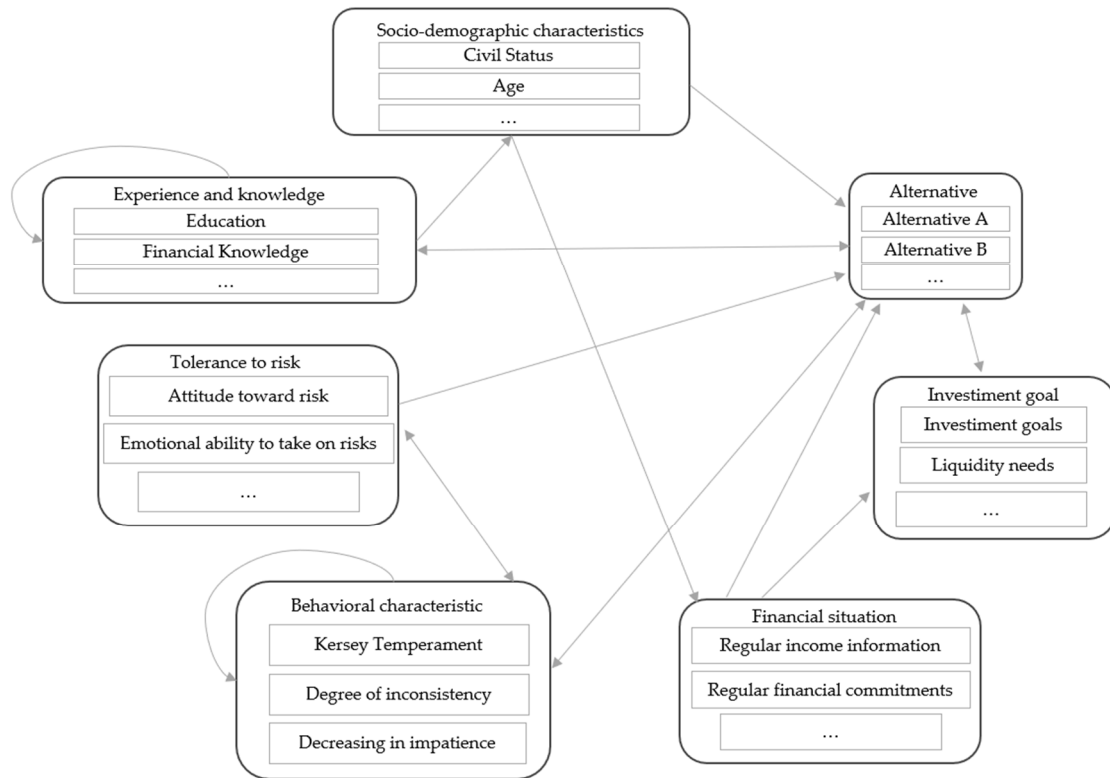 Socio-demographic characteristics
Civil Status
Age
...
Experience and knowledge
Education
Financial Knowledge
...
Alternative
Alternative A
Alternative B
...
Tolerance to risk
Attitude toward risk
Emotional ability to take on risks
...
Investiment goal
Investiment goals
Liquidity needs
...
Behavioral characteristic
Kersey Temperament
Degree of inconsistency
Decreasing in impatience
Financial situation
Regular income information
Regular financial commitments
...